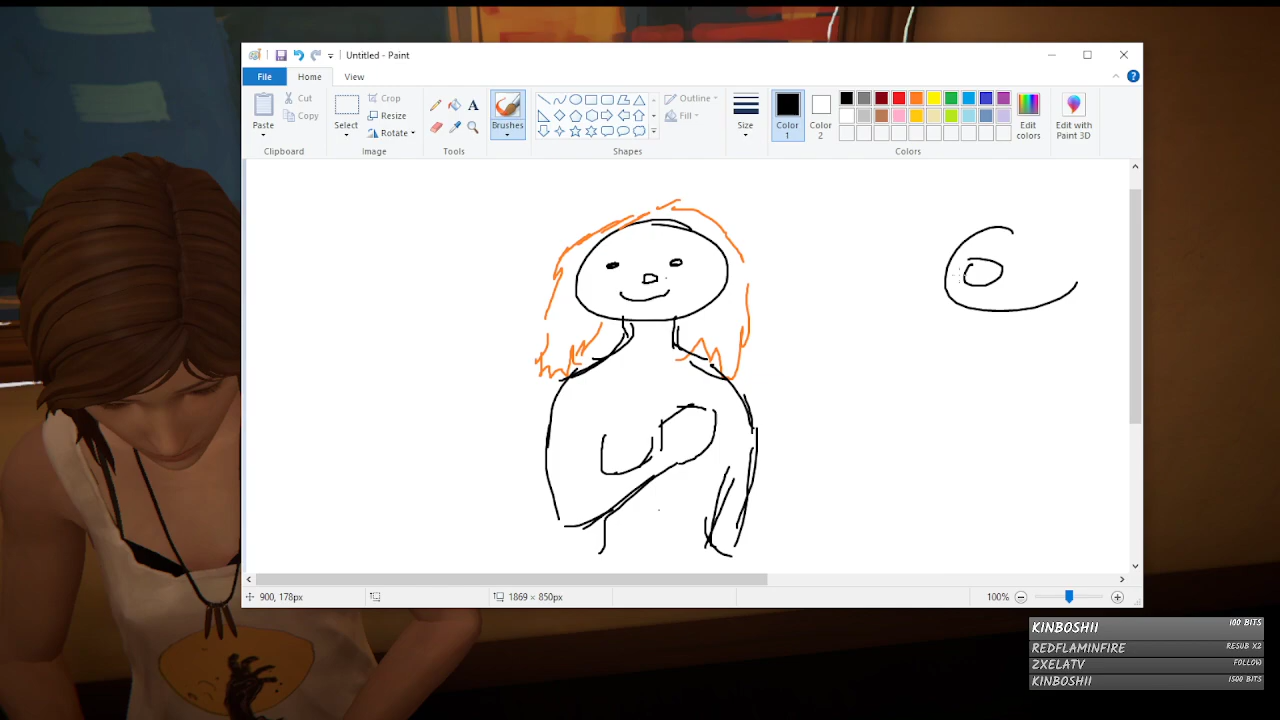 Untitled - Paint
File Home View
Paste
Cut
Copy
Clipboard
Select
Crop
Resize
Rotate
Image
A
Tools
Brushes
Outline
Fill
Shapes
Size
Color 1
Color 2
Edit colors
Colors
Edit with Paint 3D
900, 178px
1869 × 850px
100%
KINBOSHII 100 BITS
REDFLAMINFIRE RESUB X2
2XELATV FOLLOW
KINBOSHII 1500 BITS